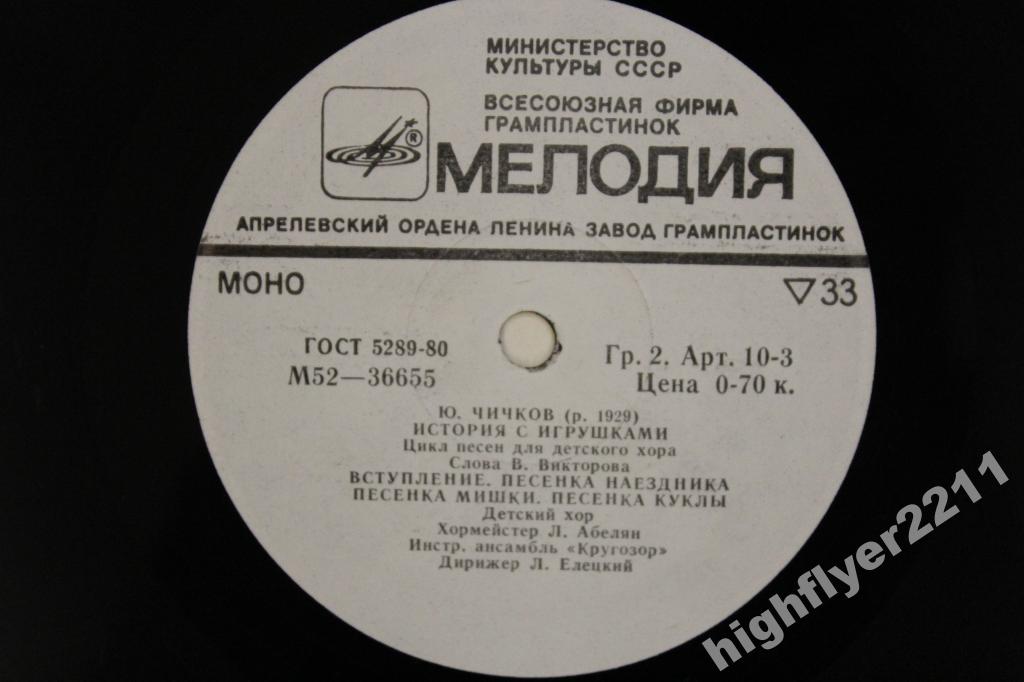 МИНИСТЕРСТВО
КУЛЬТУРЫ СССР
ВСЕСОЮЗНАЯ ФИРМА
ГРАМПЛАСТИНОК
®
МЕЛОДИЯ
АПРЕЛЕВСКИЙ ОРДЕНА ЛЕНИНА ЗАВОД ГРАМПЛАСТИНОК
МОНО
▽33
ГОСТ 5289-80
М52—36655
Гр. 2. Арт. 10-3
Цена 0-70 к.
Ю. ЧИЧКОВ (р. 1929)
ИСТОРИЯ С ИГРУШКАМИ
Цикл песен для детского хора
Слова В. Викторова
ВСТУПЛЕНИЕ. ПЕСЕНКА НАЕЗДНИКА
ПЕСЕНКА МИШКИ. ПЕСЕНКА КУКЛЫ
Детский хор
Хормейстер Л. Абелян
Инстр. ансамбль «Кругозор»
Дирижер Л. Елецкий
highflyer2211